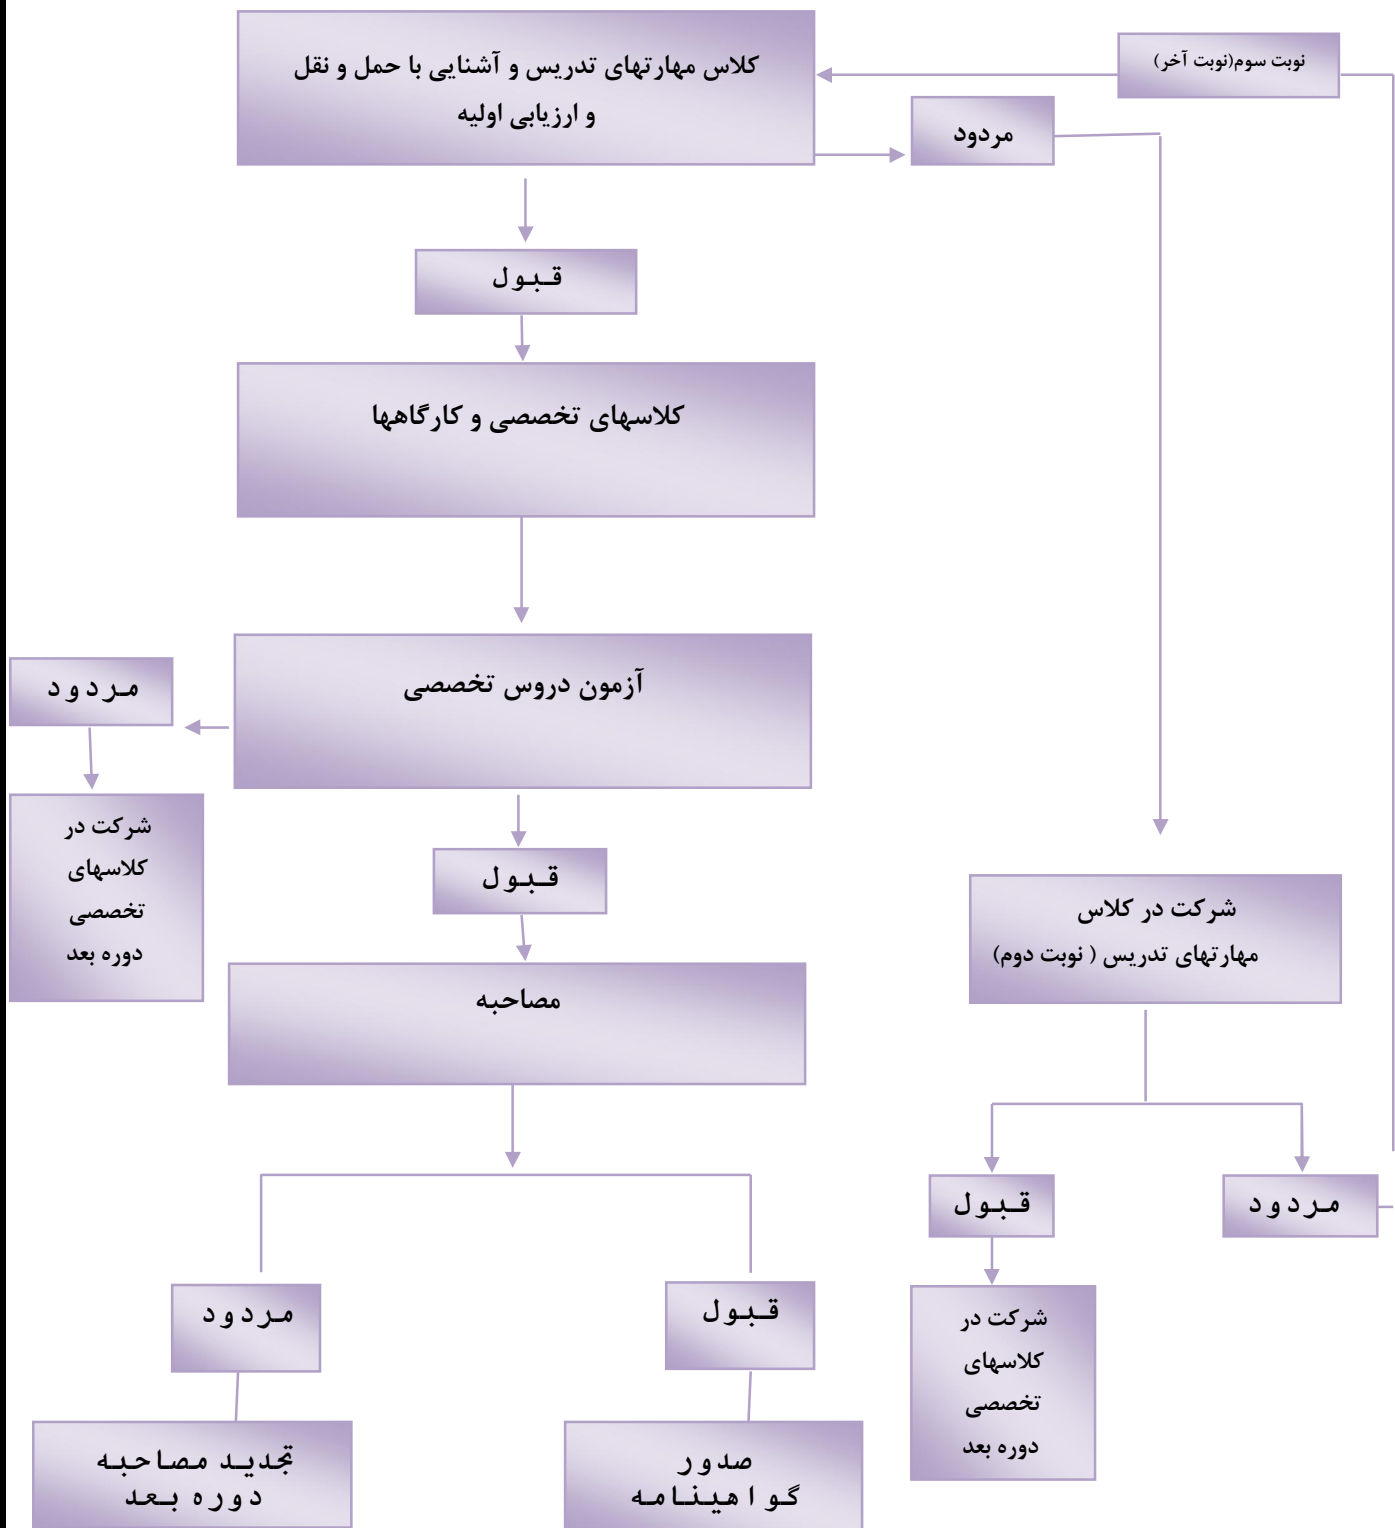 کلاس مهارتهای تدریس و آشنایی با حمل و نقل
و ارزیابی اولیه
نوبت سوم(نوبت آخر)
مردود
قبول
کلاسهای تخصصی و کارگاهها
آزمون دروس تخصصی
مردود
شرکت در
کلاسهای
تخصصی
دوره بعد
قبول
مصاحبه
شرکت در کلاس
مهارتهای تدریس ( نوبت دوم)
قبول
مردود
شرکت در
کلاسهای
تخصصی
دوره بعد
مردود
قبول
تجدید مصاحبه
دوره بعد
صدور
گواهینامه